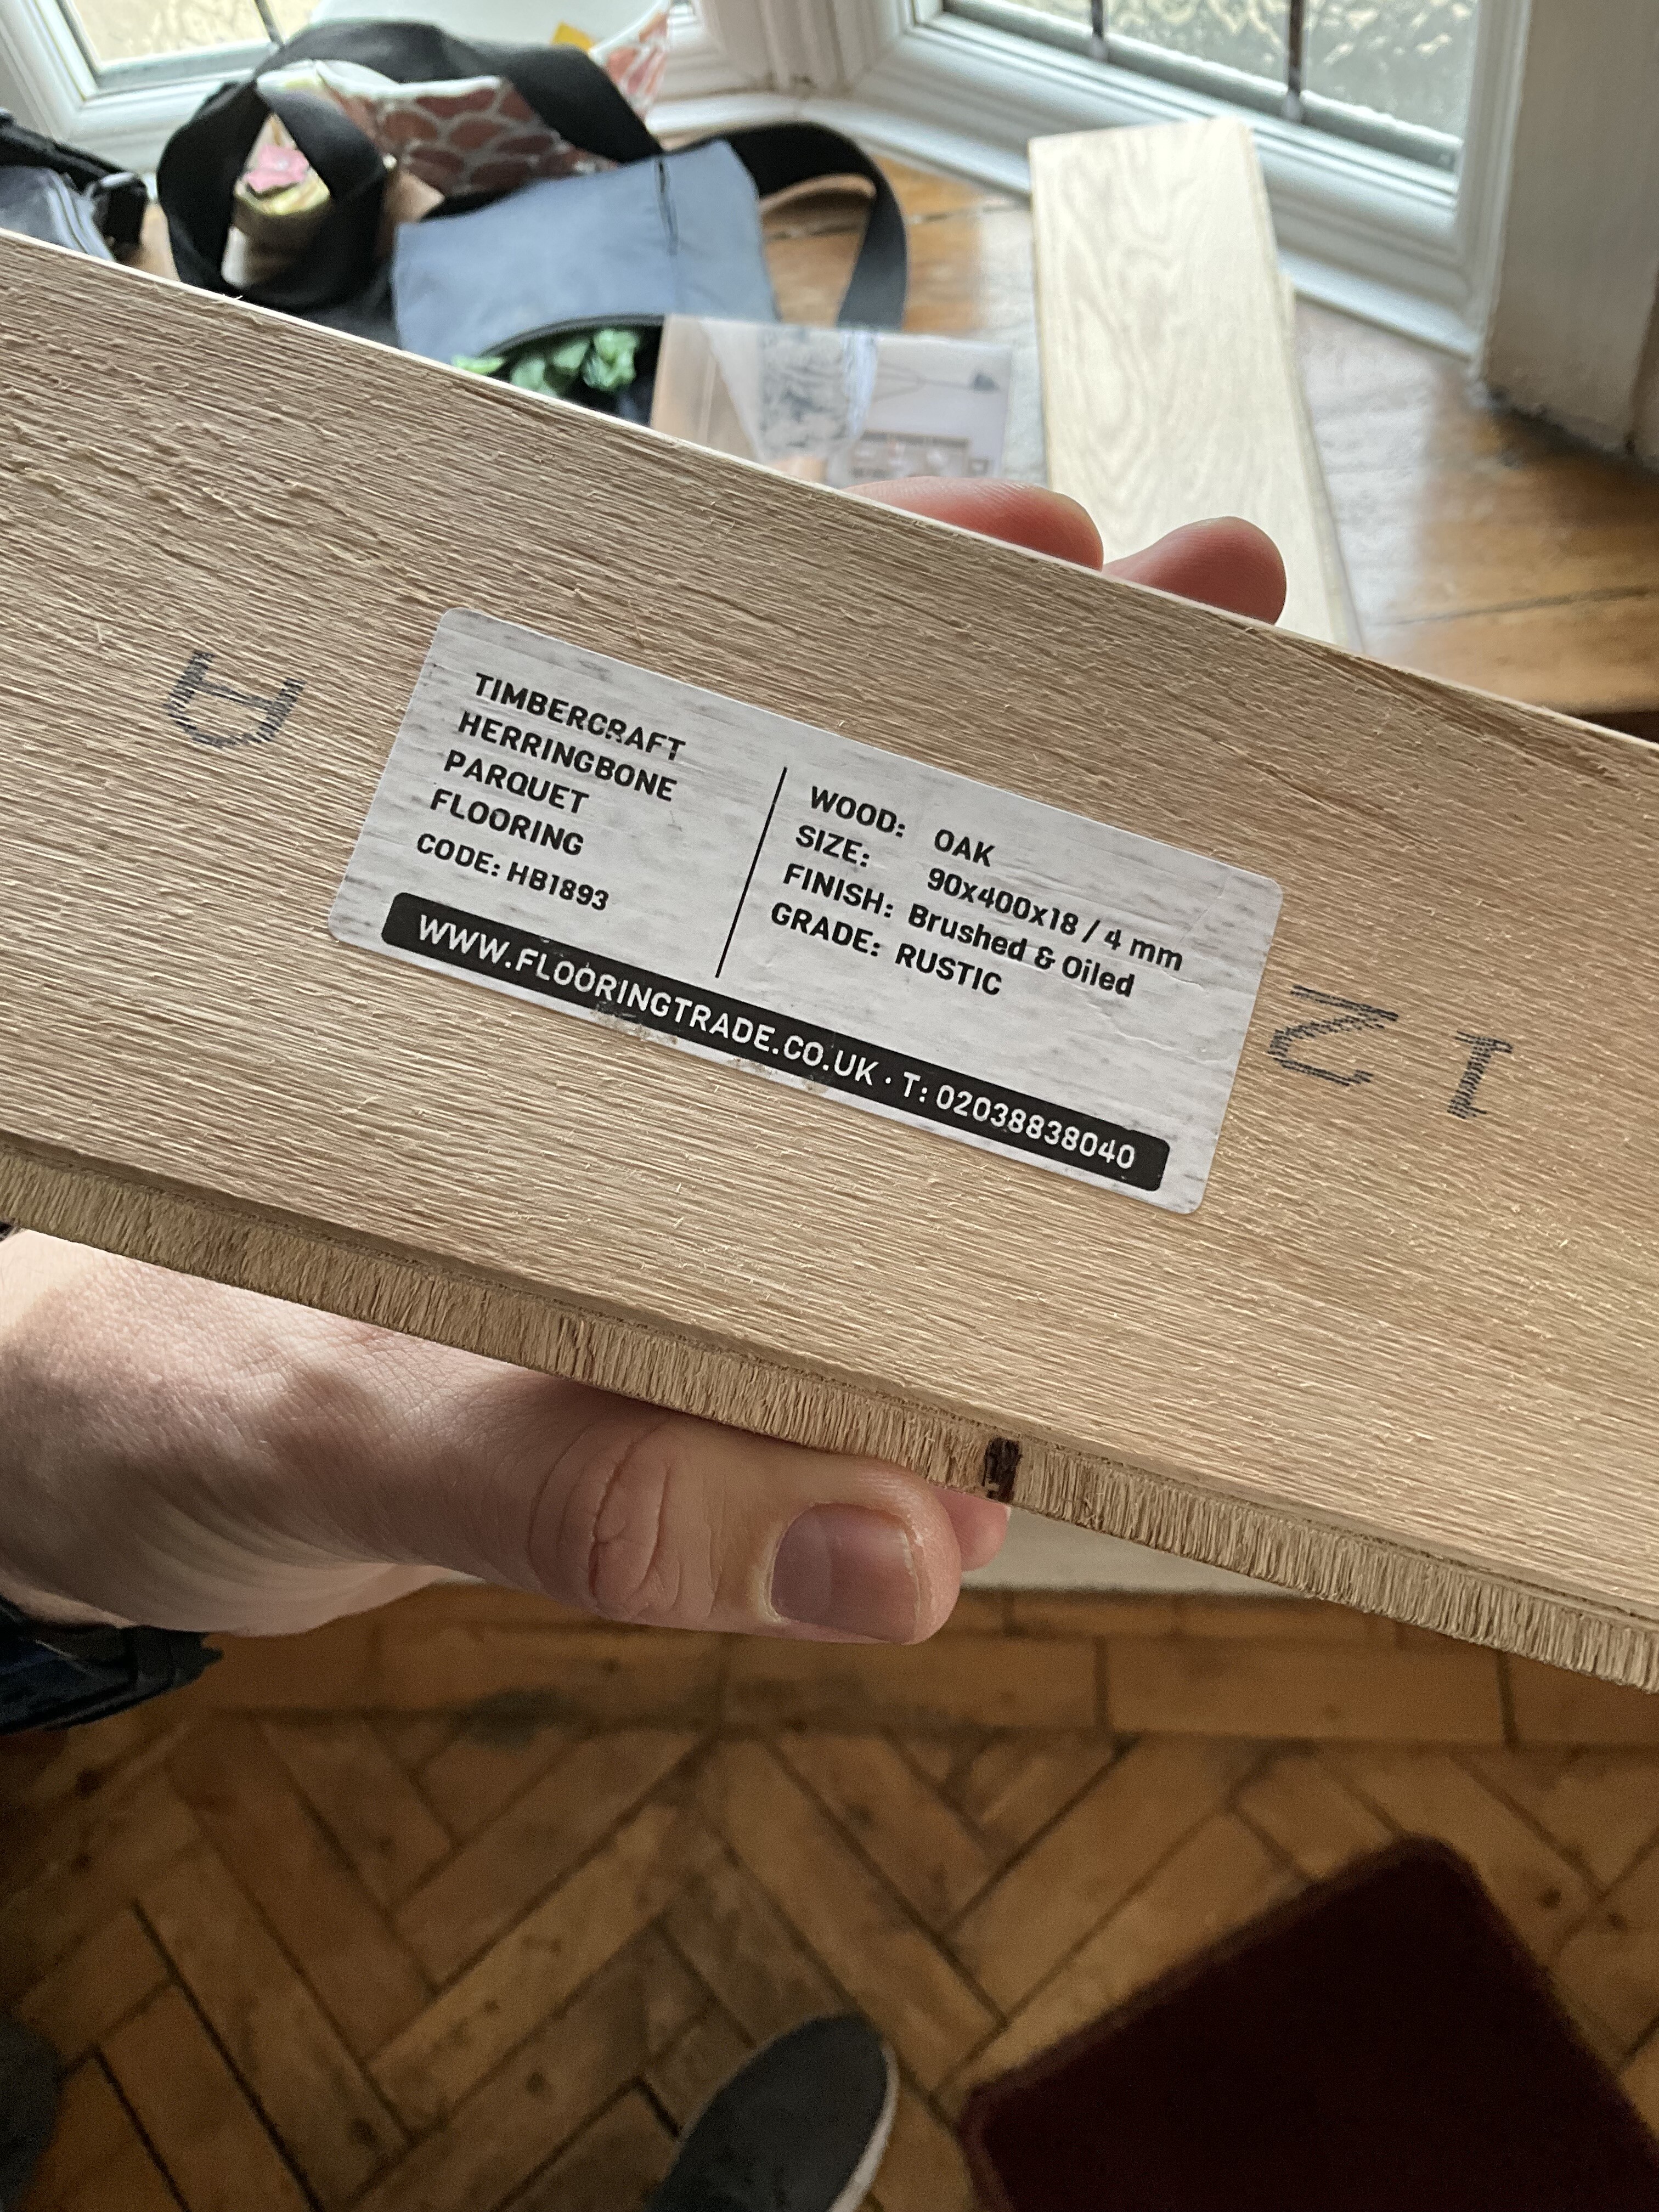 TIMBERCRAFT
HERRINGBONE
PARQUET
FLOORING
CODE: HB1893
WOOD: OAK
SIZE: 90x400x18 / 4 mm
FINISH: Brushed & Oiled
GRADE: RUSTIC
WWW.FLOORINGTRADE.CO.UK · T: 02038838040
R
12